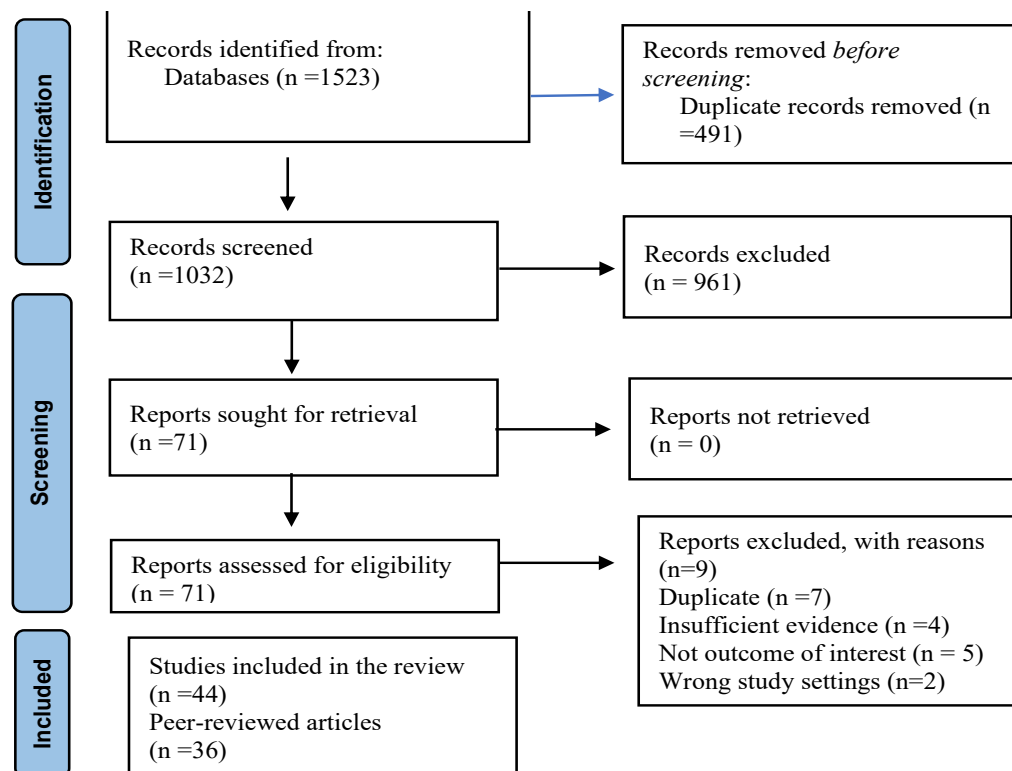 Identification
Records identified from:
Databases (n =1523)
Records removed before
screening:
Duplicate records removed (n
=491)
Records screened
(n =1032)
Records excluded
(n = 961)
Screening
Reports sought for retrieval
(n =71)
Reports not retrieved
(n = 0)
Reports assessed for eligibility
(n = 71)
Reports excluded, with reasons
(n=9)
Duplicate (n =7)
Insufficient evidence (n =4)
Not outcome of interest (n = 5)
Wrong study settings (n=2)
Included
Studies included in the review
(n =44)
Peer-reviewed articles
(n =36)